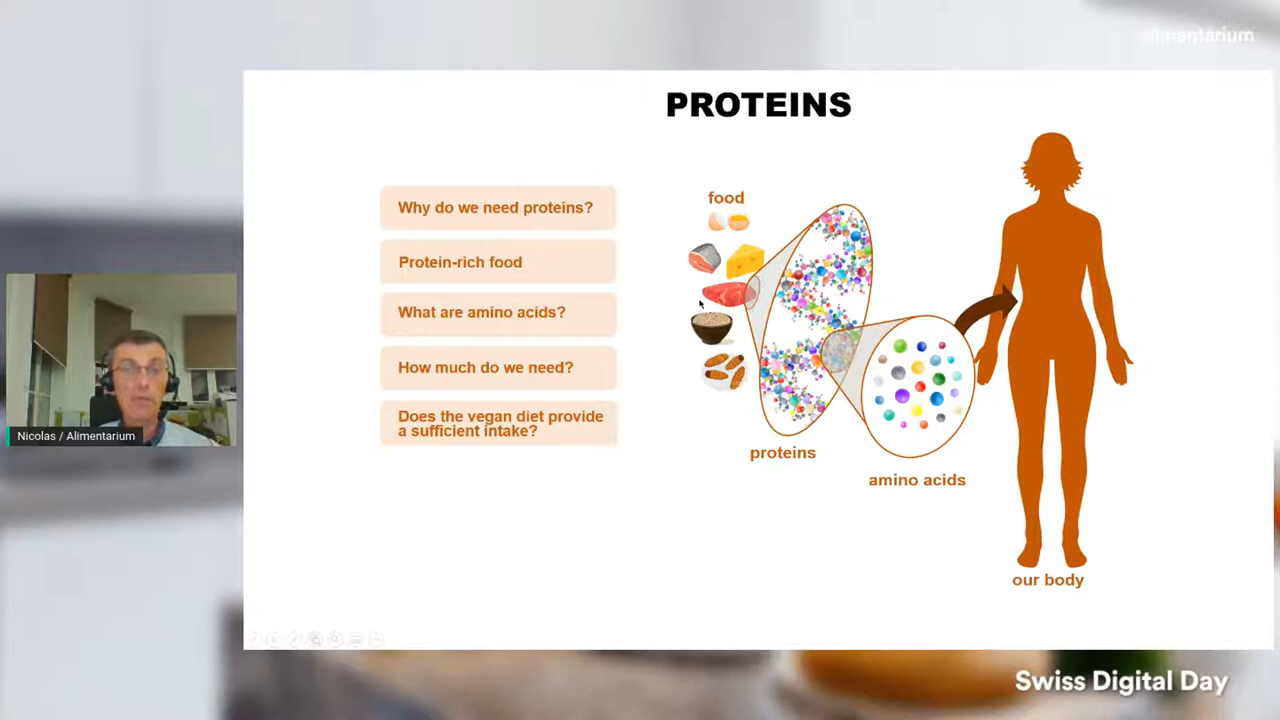 alimentarium
PROTEINS
Why do we need proteins?
Protein-rich food
What are amino acids?
How much do we need?
Does the vegan diet provide
a sufficient intake?
food
proteins
amino acids
our body
Nicolas / Alimentarium
Swiss Digital Day